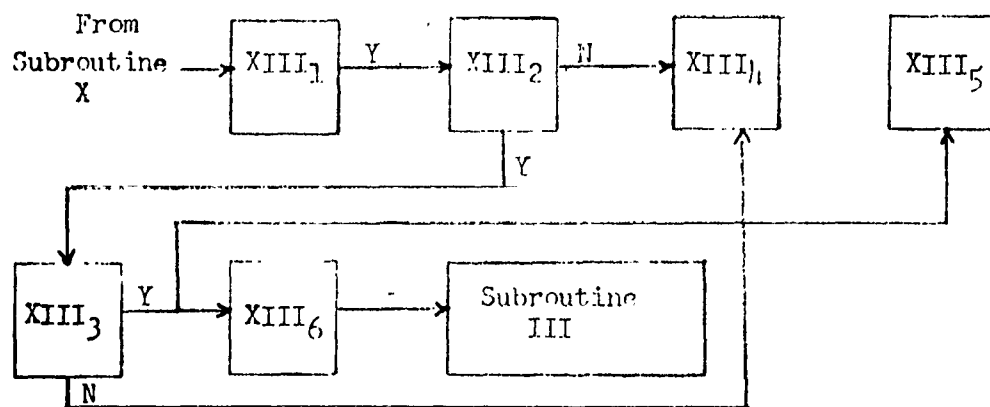 From
Subroutine
X
XIII₁
Y
XIII₂
N
XIII₄
XIII₅
Y
XIII₃
Y
XIII₆
-
Subroutine
III
N